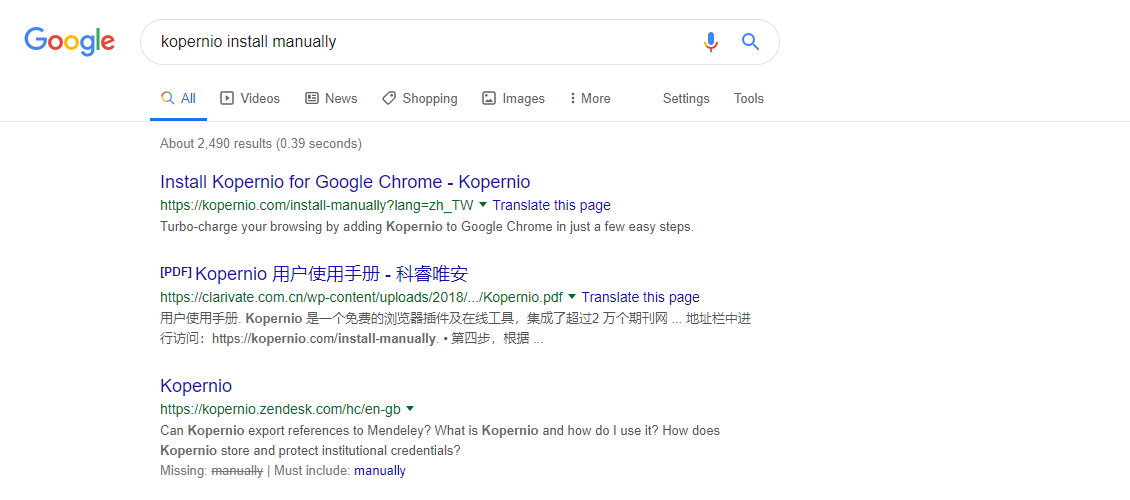 Google
kopernio install manually
All Videos News Shopping Images More Settings Tools
About 2,490 results (0.39 seconds)
Install Kopernio for Google Chrome - Kopernio
https://kopernio.com/install-manually?lang=zh_TW Translate this page
Turbo-charge your browsing by adding Kopernio to Google Chrome in just a few easy steps.
[PDF] Kopernio 用户使用手册 - 科睿唯安
https://clarivate.com.cn/wp-content/uploads/2018/.../Kopernio.pdf Translate this page
用户使用手册. Kopernio 是一个免费的浏览器插件及在线工具，集成了超过2 万个期刊网 ... 地址栏中进
行访问：https://kopernio.com/install-manually. • 第四步，根据 ...
Kopernio
https://kopernio.zendesk.com/hc/en-gb
Can Kopernio export references to Mendeley? What is Kopernio and how do I use it? How does
Kopernio store and protect institutional credentials?
Missing: manually | Must include: manually